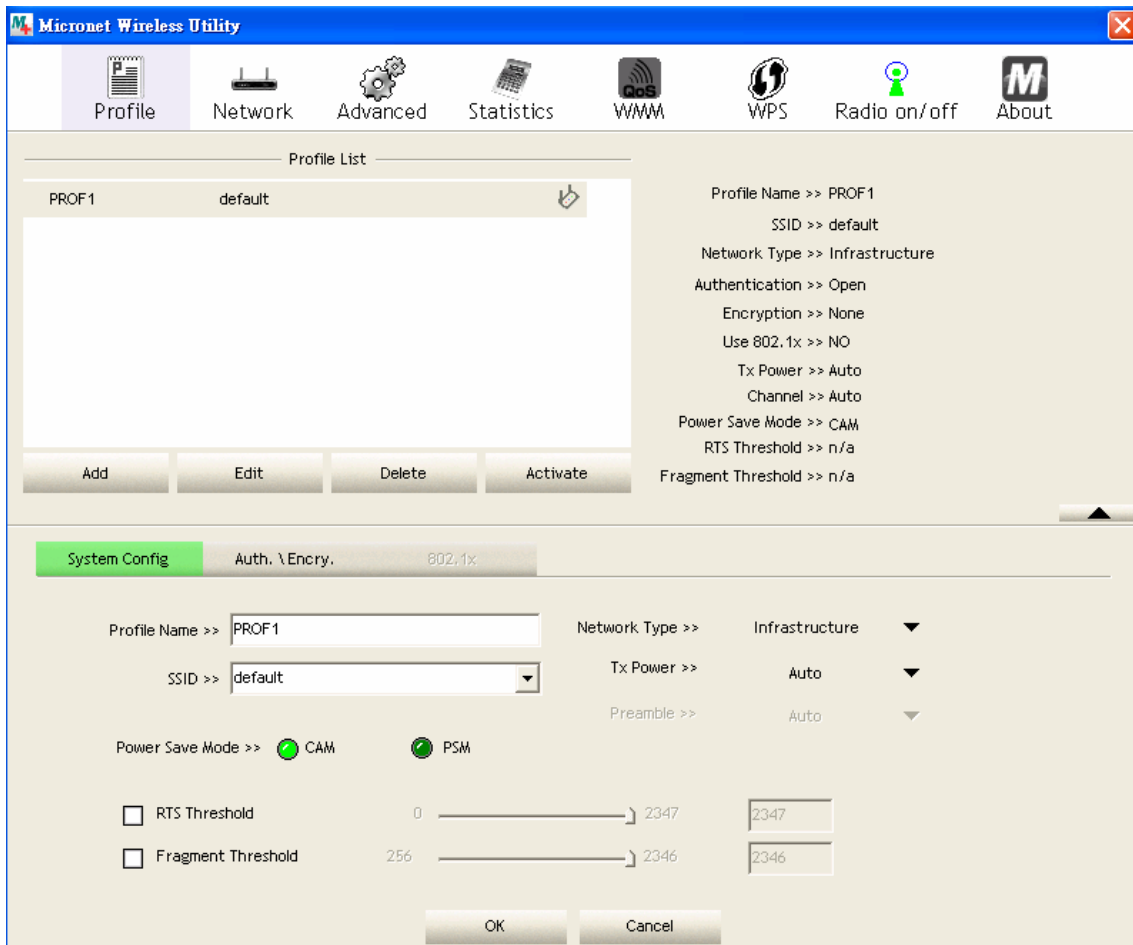 Micronet Wireless Utility
Profile Network Advanced Statistics WMM WPS Radio on/off About
QoS
Profile List
PROF1 default
Add Edit Delete Activate
Profile Name >> PROF1
SSID >> default
Network Type >> Infrastructure
Authentication >> Open
Encryption >> None
Use 802.1x >> NO
Tx Power >> Auto
Channel >> Auto
Power Save Mode >> CAM
RTS Threshold >> n/a
Fragment Threshold >> n/a
System Config Auth. \ Encry. 802.1x
Profile Name >> PROF1 Network Type >> Infrastructure
SSID >> default Tx Power >> Auto
Preamble >> Auto
Power Save Mode >> CAM PSM
RTS Threshold 0 2347 2347
Fragment Threshold 256 2346 2346
OK Cancel